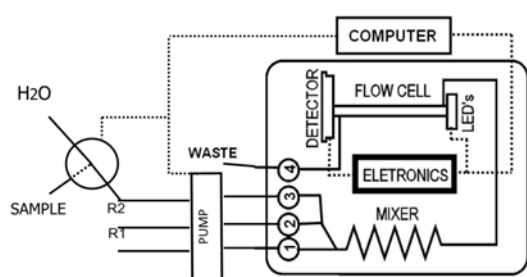 COMPUTER
H2O
DETECTOR
FLOW CELL
LED's
WASTE
4
ELETRONICS
SAMPLE
R2
3
PUMP
MIXER
2
R1
1